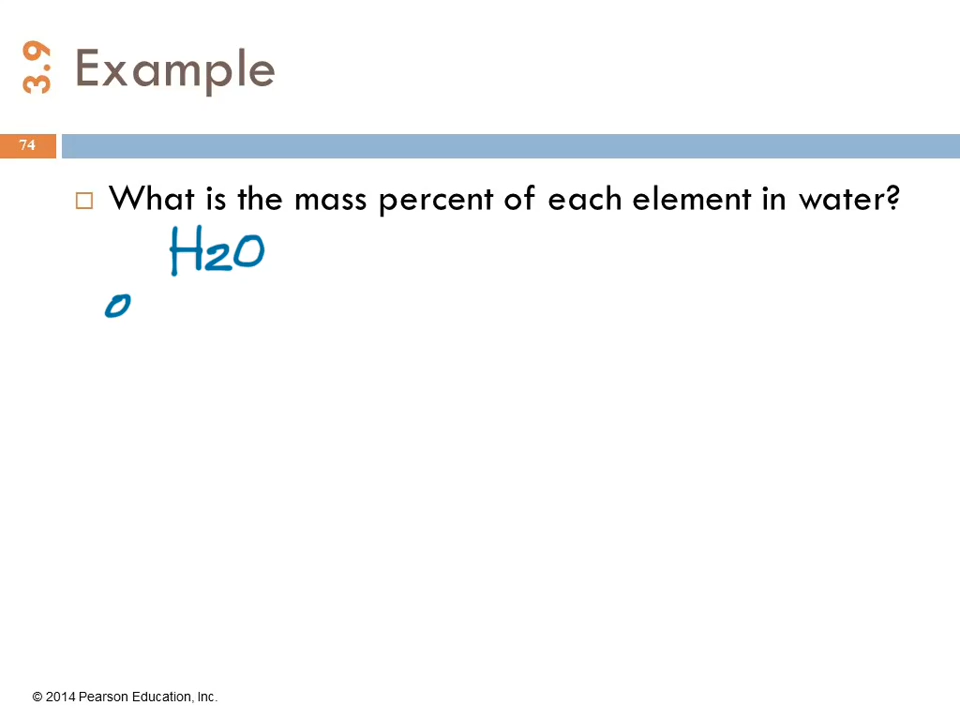 3.9
Example
74
What is the mass percent of each element in water?
H2O
O
© 2014 Pearson Education, Inc.